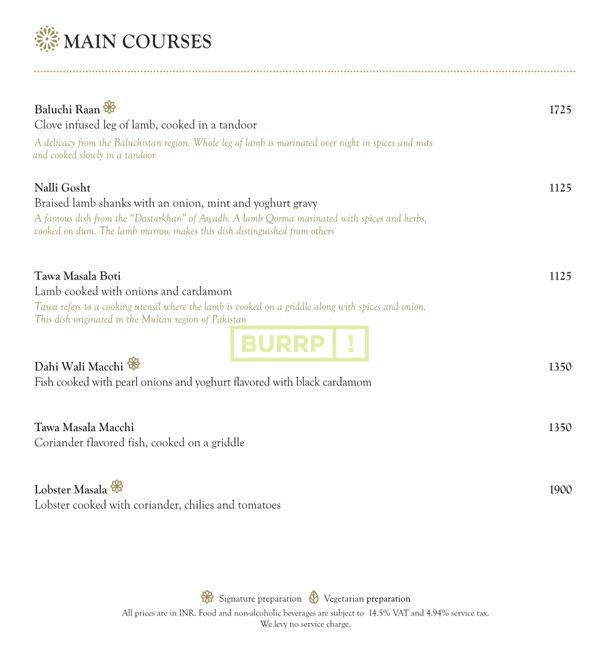 MAIN COURSES
Baluchi Raan 1725
Clove infused leg of lamb, cooked in a tandoor
A delicacy from the Baluchistan region. Whole leg of lamb is marinated over night in spices and nuts
and cooked slowly in a tandoor
Nalli Gosht 1125
Braised lamb shanks with an onion, mint and yoghurt gravy
A famous dish from the “Dastarkhan” of Awadh. A lamb Qorma marinated with spices and herbs,
cooked on dum. The lamb marrow makes this dish distinguished from others
Tawa Masala Boti 1125
Lamb cooked with onions and cardamom
Tawa refers to a cooking utensil where the lamb is cooked on a griddle along with spices and onion.
This dish originated in the Multan region of Pakistan
BURRP !
Dahi Wali Macchi 1350
Fish cooked with pearl onions and yoghurt flavored with black cardamom
Tawa Masala Macchi 1350
Coriander flavored fish, cooked on a griddle
Lobster Masala 1900
Lobster cooked with coriander, chilies and tomatoes
Signature preparation Vegetarian preparation
All prices are in INR. Food and non-alcoholic beverages are subject to 14.5% VAT and 4.94% service tax.
We levy no service charge.